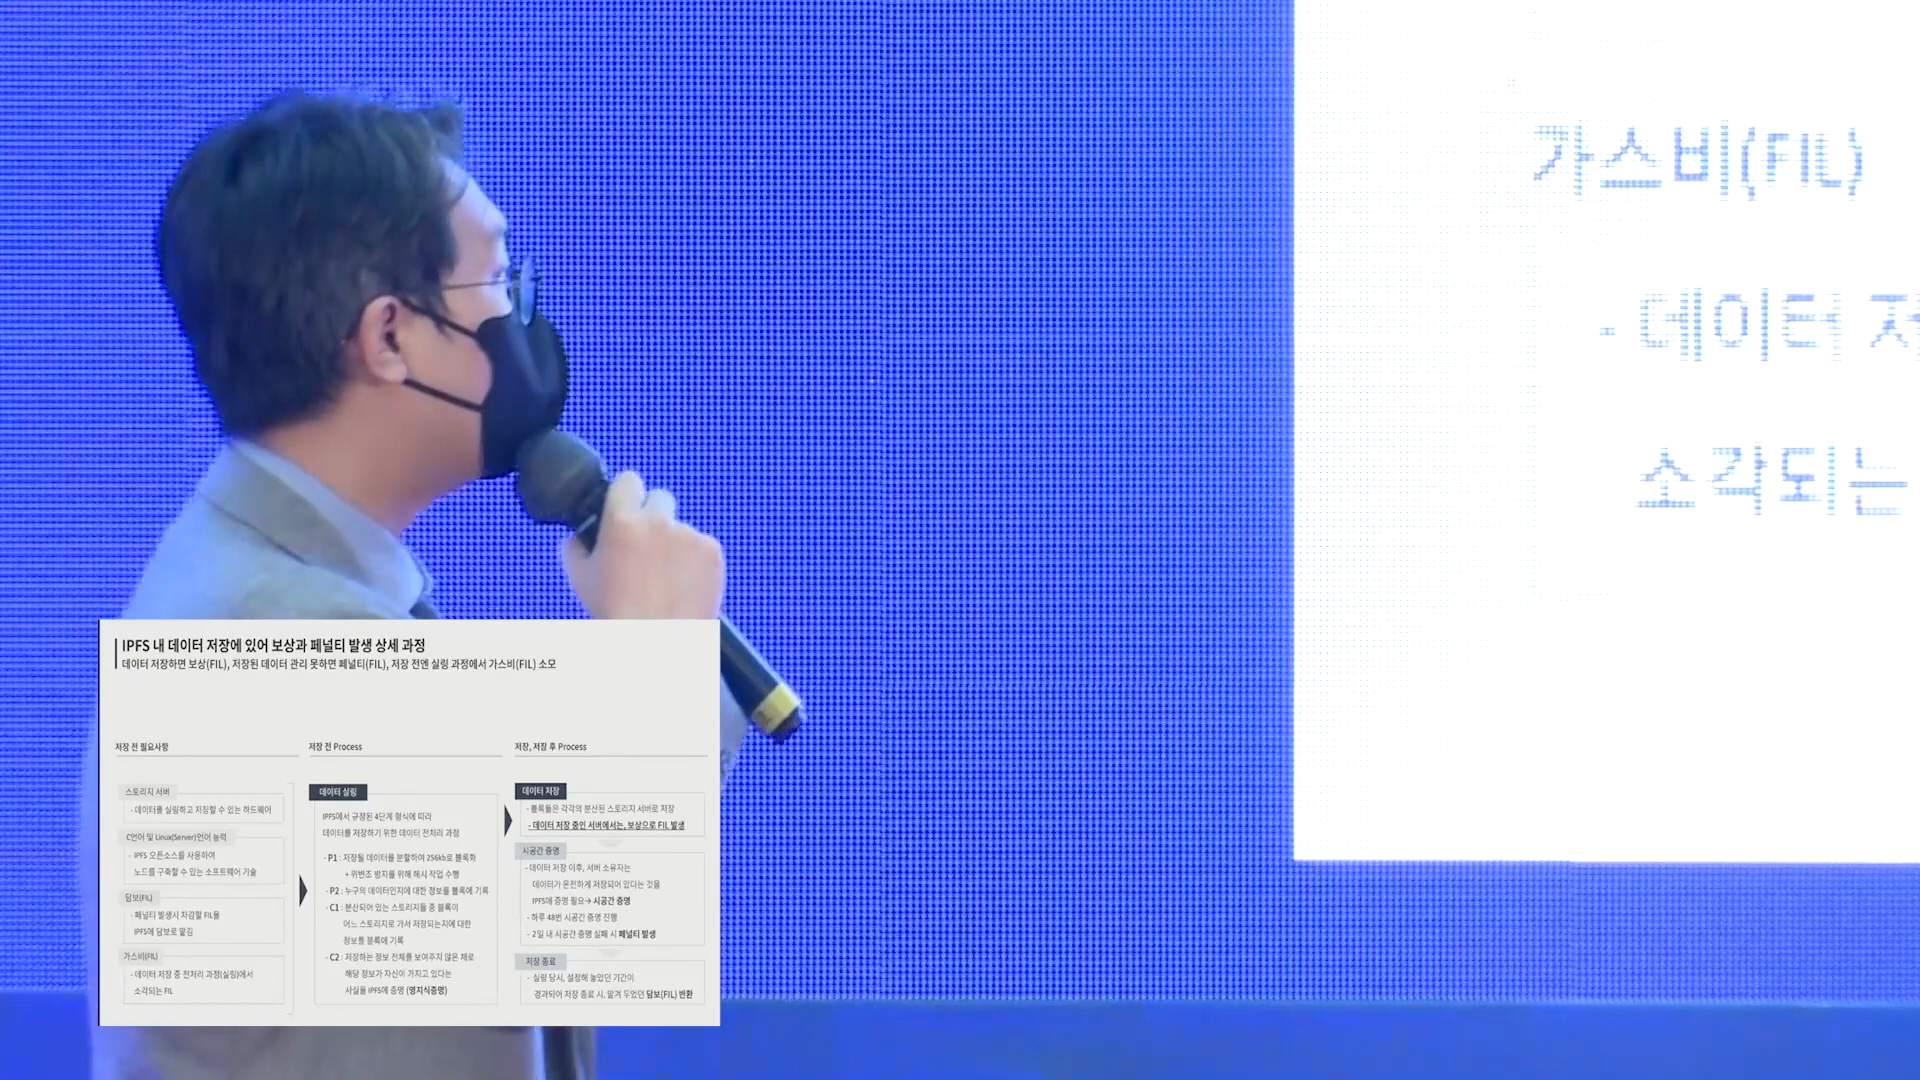 가스비(FIL)
- 데이터 저
소각되는
IPFS 내 데이터 저장에 있어 보상과 페널티 발생 상세 과정
데이터 저장하면 보상(FIL), 저장된 데이터 관리 못하면 페널티(FIL), 저장 전엔 실링 과정에서 가스비(FIL) 소모
저장 전 필요사항
스토리지 서버
- 데이터를 실링하고 저장할 수 있는 하드웨어
C언어 및 Linux(Server)언어 능력
- IPFS 오픈소스를 사용하여
노드를 구축할 수 있는 소프트웨어 기술
담보(FIL)
- 페널티 발생시 차감할 FIL을
IPFS에 담보로 맡김
가스비(FIL)
- 데이터 저장 중 전처리 과정(실링)에서
소각되는 FIL
저장 전 Process
데이터 실링
IPFS에서 규정된 4단계 형식에 따라
데이터를 저장하기 위한 데이터 전처리 과정
- P1 : 저장될 데이터를 분할하여 256kb로 블록화
+ 위변조 방지를 위해 해시 작업 수행
- P2 : 누구의 데이터인지에 대한 정보를 블록에 기록
- C1 : 분산되어 있는 스토리지들 중 블록이
어느 스토리지로 가서 저장되는지에 대한
정보를 블록에 기록
- C2 : 저장하는 정보 전체를 보여주지 않은 채로
해당 정보가 자신이 가지고 있다는
사실을 IPFS에 증명 (영지식증명)
저장, 저장 후 Process
데이터 저장
- 블록들은 각각의 분산된 스토리지 서버로 저장
- 데이터 저장 중인 서버에서는, 보상으로 FIL 발생
시공간 증명
- 데이터 저장 이후, 서버 소유자는
데이터가 온전하게 저장되어 있다는 것을
IPFS에 증명 필요→ 시공간 증명
- 하루 48번 시공간 증명 진행
- 2일 내 시공간 증명 실패 시 페널티 발생
저장 종료
- 실링 당시, 설정해 놓았던 기간이
경과되어 저장 종료 시, 맡겨 두었던 담보(FIL) 반환